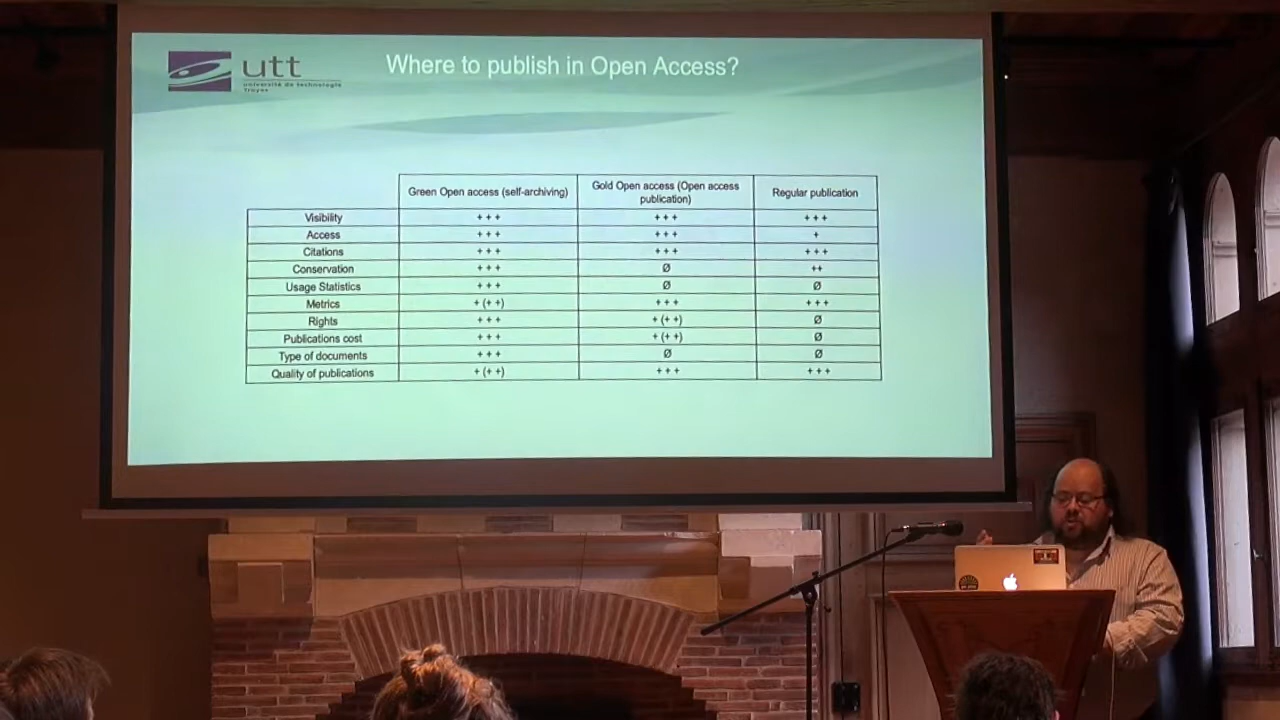 utt
université de technologie
Troyes
Where to publish in Open Access?
Green Open access (self-archiving) Gold Open access (Open access publication) Regular publication
Visibility +++ +++ +++
Access +++ +++ +
Citations +++ +++ +++
Conservation +++ Ø ++
Usage Statistics +++ Ø Ø
Metrics + (++) +++ +++
Rights +++ + (++) Ø
Publications cost +++ + (++) Ø
Type of documents +++ Ø Ø
Quality of publications + (++) +++ +++